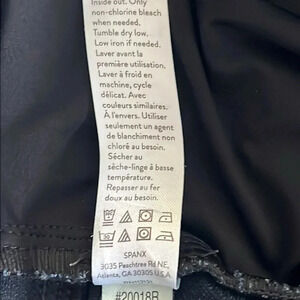 Inside out. Only
non-chlorine bleach
when needed.
Tumble dry low.
Low iron if needed.
Laver avant la
première utilisation.
Laver à froid en
machine, cycle
délicat. Avec
couleurs similaires.
À l'envers. Utiliser
seulement un agent
de blanchiment non
chloré au besoin.
Sécher au
sèche-linge à basse
température.
Repasser au fer
doux au besoin.
SPANX
3035 Peachtree Rd NE,
Atlanta, GA 30305 U.S.A
#20018R